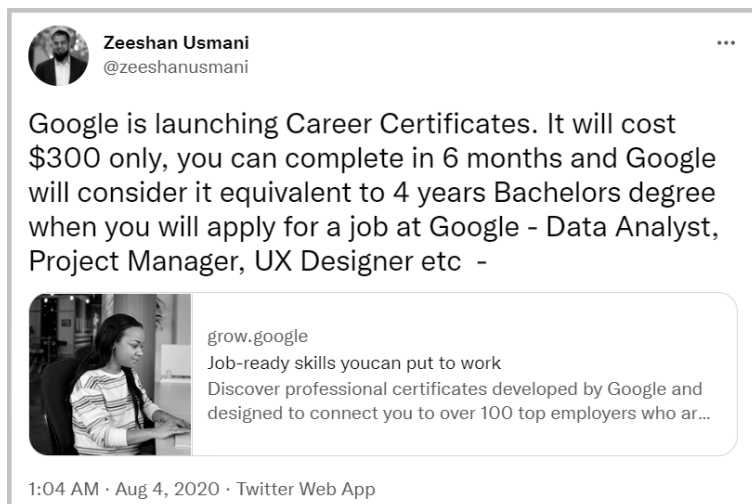 Zeeshan Usmani
@zeeshanusmani
Google is launching Career Certificates. It will cost
$300 only, you can complete in 6 months and Google
will consider it equivalent to 4 years Bachelors degree
when you will apply for a job at Google - Data Analyst,
Project Manager, UX Designer etc  -
grow.google
Job-ready skills youcan put to work
Discover professional certificates developed by Google and
designed to connect you to over 100 top employers who ar...
1:04 AM · Aug 4, 2020 · Twitter Web App